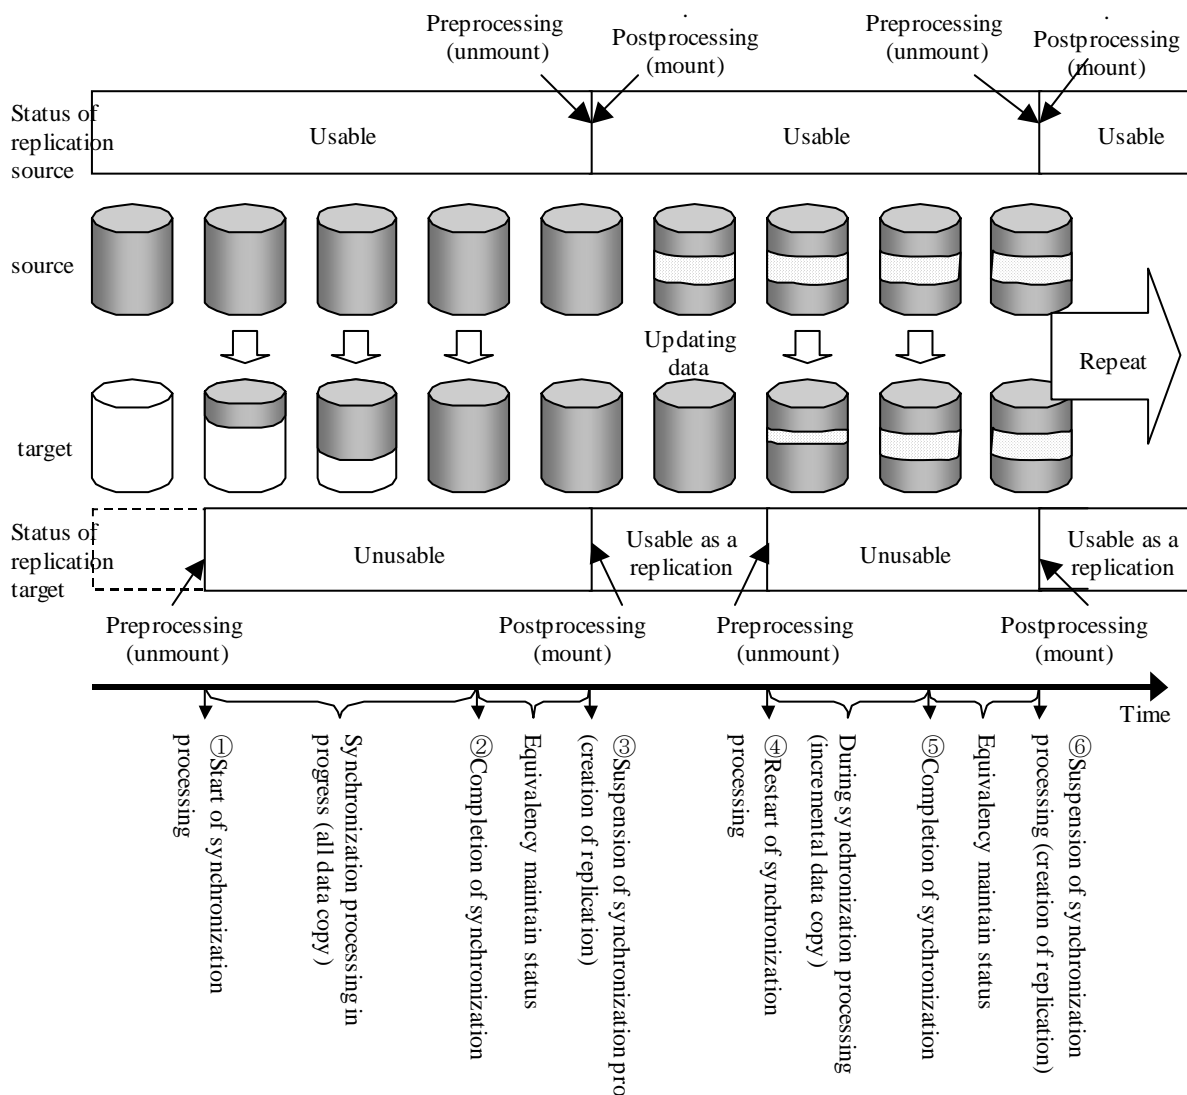 Preprocessing
(unmount)
Postprocessing
(mount)
Preprocessing
(unmount)
Postprocessing
(mount)
Status of
replication
source
Usable
Usable
Usable
source
Updating
data
Repeat
target
Status of
replication
target
Unusable
Usable as a
replication
Unusable
Usable as a
replication
Preprocessing
(unmount)
Postprocessing
(mount)
Preprocessing
(unmount)
Postprocessing
(mount)
Time
①Start of synchronization
processing
Synchronization processing in
progress (all data copy)
②Completion of synchronization
Equivalency maintain status
③Suspension of synchronization pro
(creation of replication)
④Restart of synchronization
processing
During synchronization processing
(incremental data copy)
⑤Completion of synchronization
Equivalency maintain status
⑥Suspension of synchronization
processing (creation of replication)